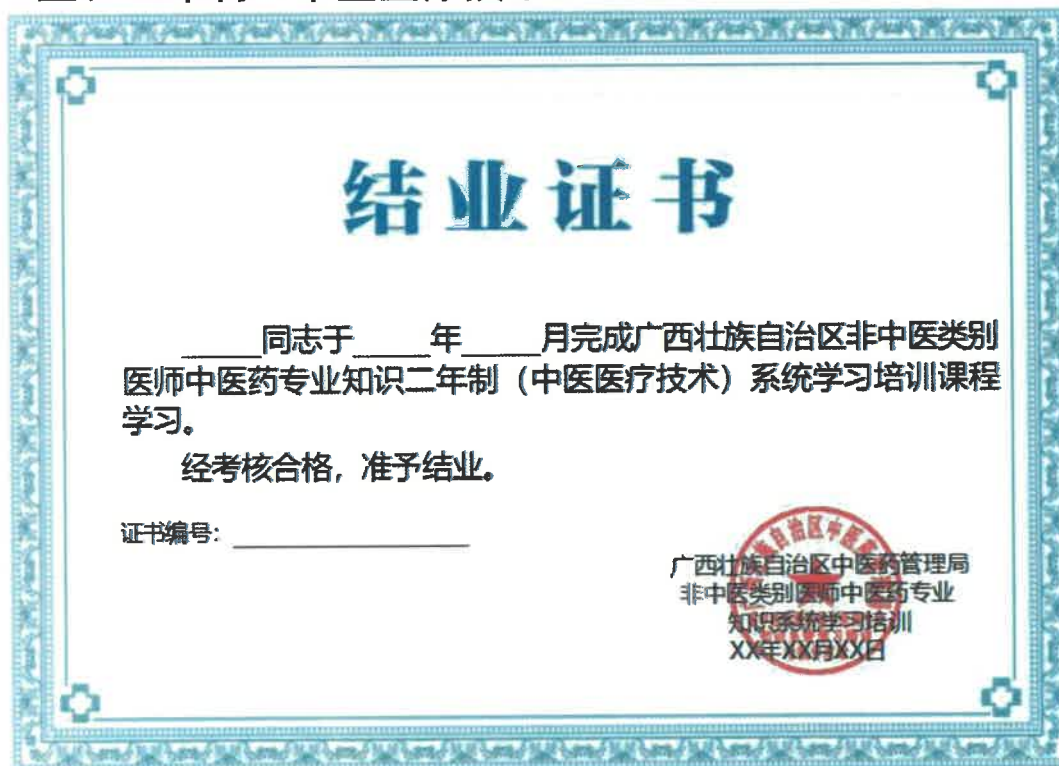 结业证书
_____同志于_____年_____月完成广西壮族自治区非中医类别
医师中医药专业知识二年制（中医医疗技术）系统学习培训课程
学习。
经考核合格，准予结业。
证书编号：_______________
广西壮族自治区中医药管理局
非中医类别医师中医药专业
知识系统学习培训
XX年XX月XX日